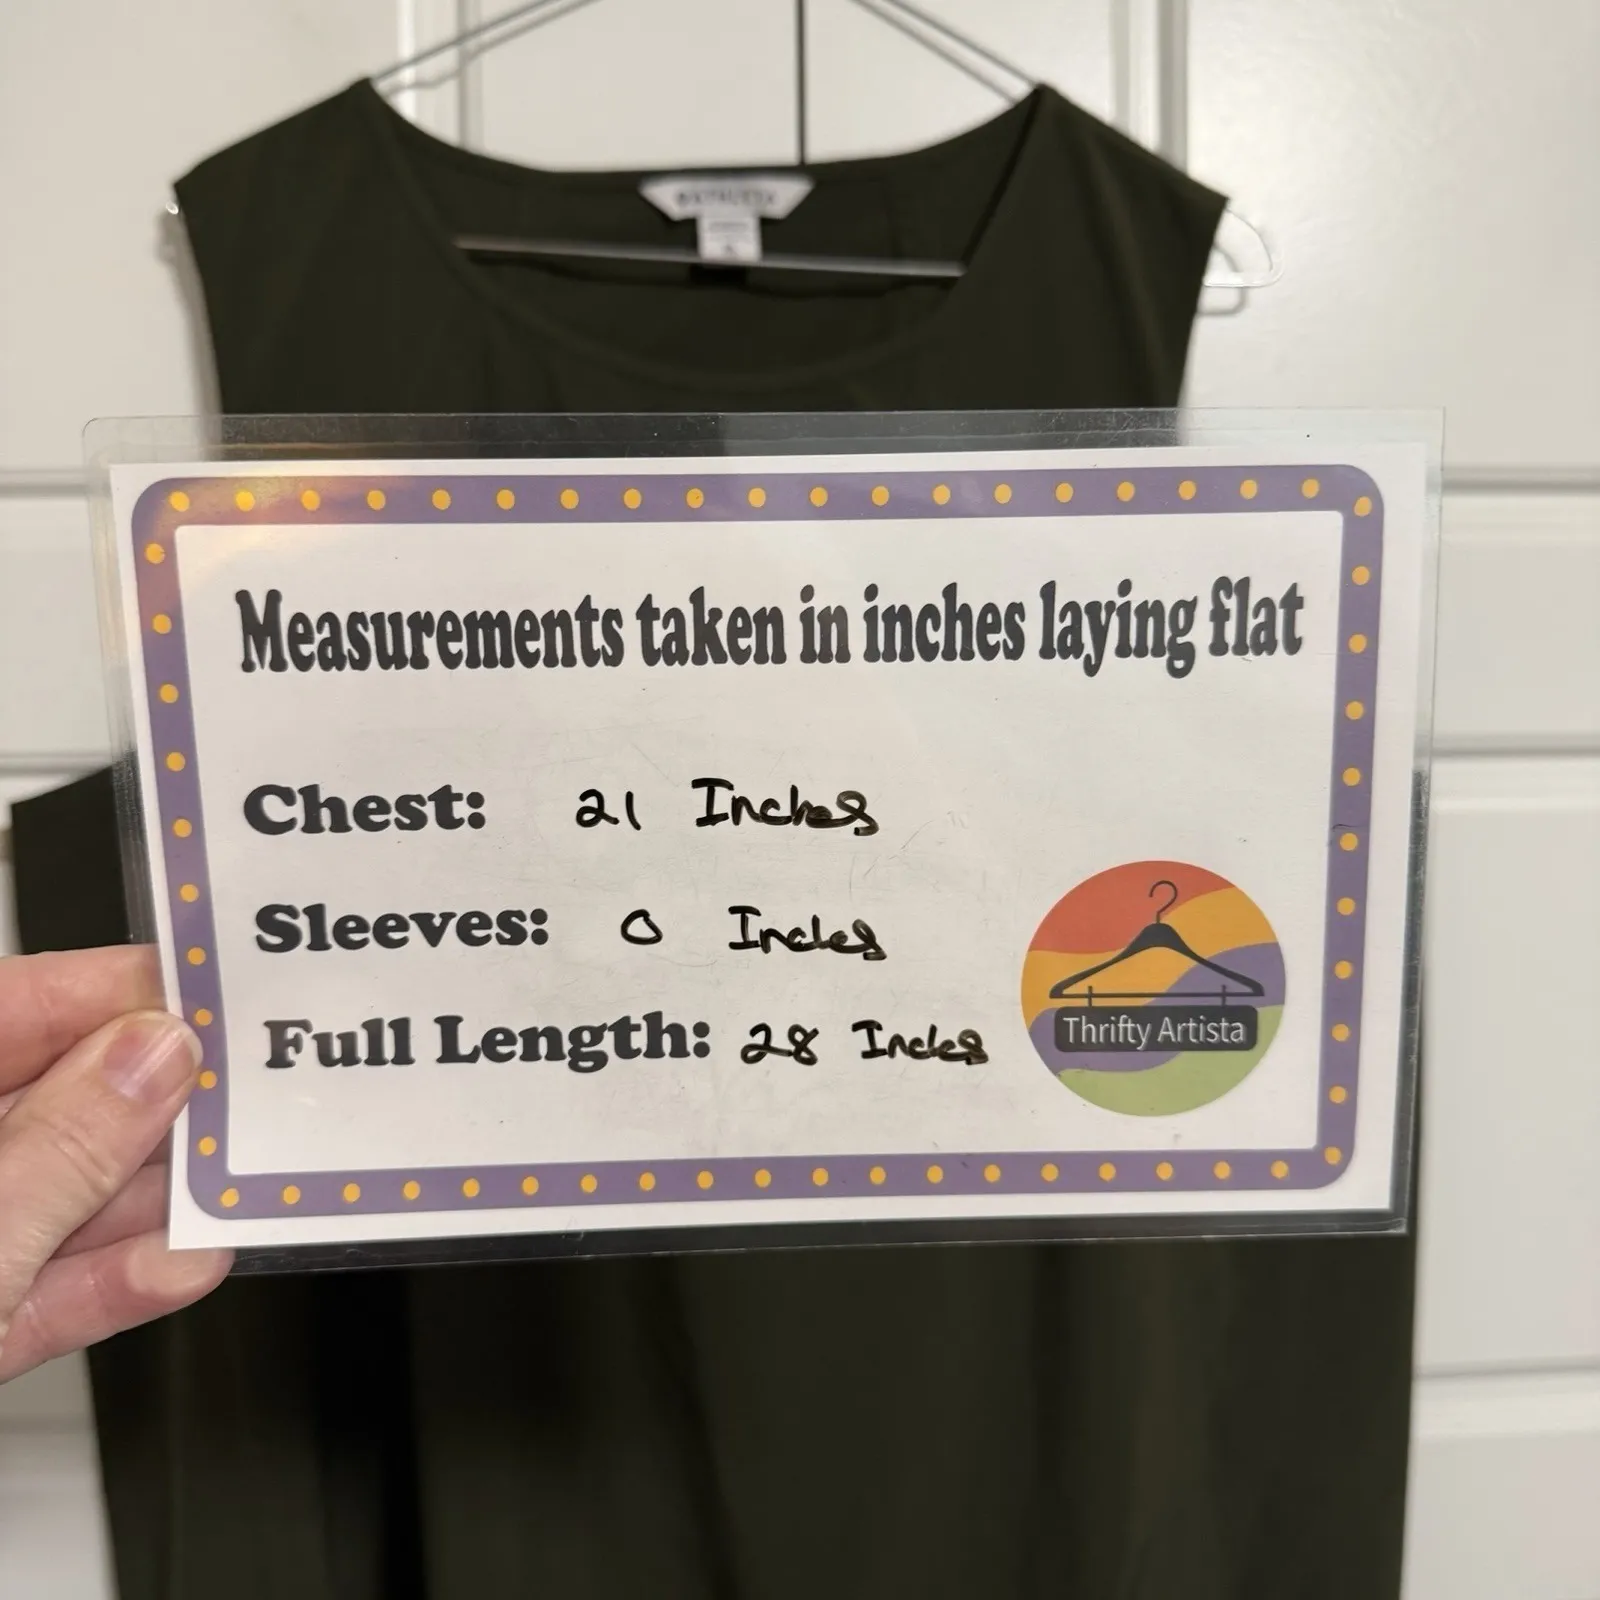 Measurements taken in inches laying flat
Chest: 21 Inches
Sleeves: 0 Inches
Full Length: 28 Inches
Thrifty Artista